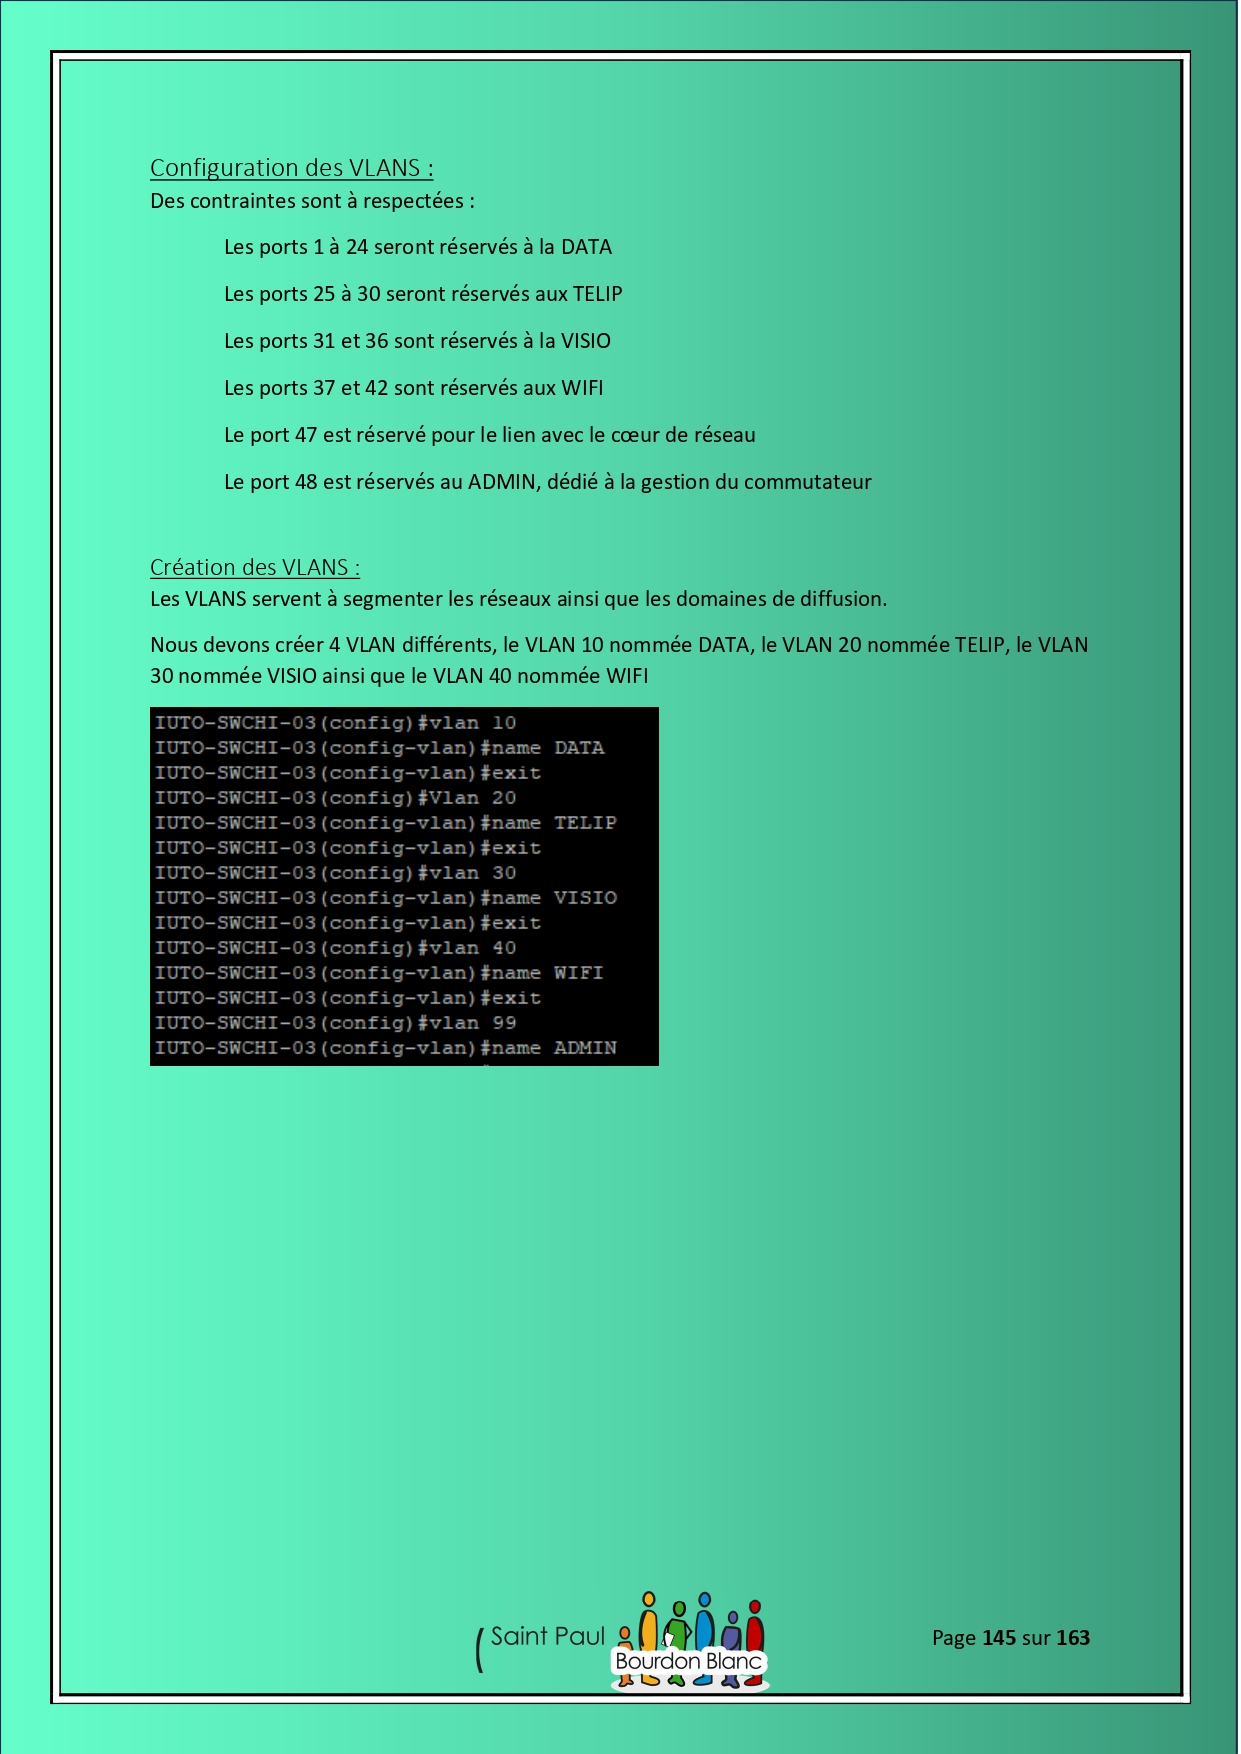 Configuration des VLANS :
Des contraintes sont à respectées :
Les ports 1 à 24 seront réservés à la DATA
Les ports 25 à 30 seront réservés aux TELIP
Les ports 31 et 36 sont réservés à la VISIO
Les ports 37 et 42 sont réservés aux WIFI
Le port 47 est réservé pour le lien avec le cœur de réseau
Le port 48 est réservés au ADMIN, dédié à la gestion du commutateur
Création des VLANS :
Les VLANS servent à segmenter les réseaux ainsi que les domaines de diffusion.
Nous devons créer 4 VLAN différents, le VLAN 10 nommée DATA, le VLAN 20 nommée TELIP, le VLAN
30 nommée VISIO ainsi que le VLAN 40 nommée WIFI
IUTO-SWCHI-03(config)#vlan 10
IUTO-SWCHI-03(config-vlan)#name DATA
IUTO-SWCHI-03(config-vlan)#exit
IUTO-SWCHI-03(config)#Vlan 20
IUTO-SWCHI-03(config-vlan)#name TELIP
IUTO-SWCHI-03(config-vlan)#exit
IUTO-SWCHI-03(config)#vlan 30
IUTO-SWCHI-03(config-vlan)#name VISIO
IUTO-SWCHI-03(config-vlan)#exit
IUTO-SWCHI-03(config)#vlan 40
IUTO-SWCHI-03(config-vlan)#name WIFI
IUTO-SWCHI-03(config-vlan)#exit
IUTO-SWCHI-03(config)#vlan 99
IUTO-SWCHI-03(config-vlan)#name ADMIN
Saint Paul
Bourdon Blanc
Page 145 sur 163